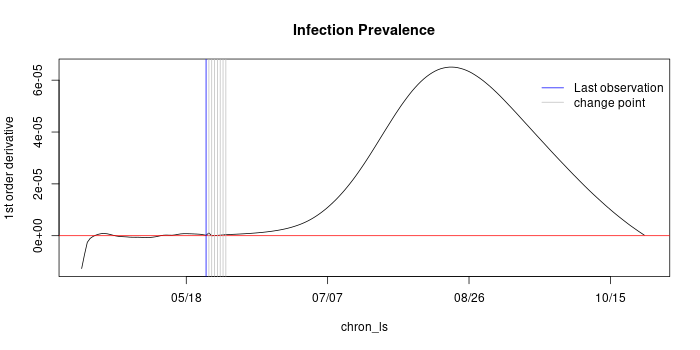 Infection Prevalence
1st order derivative
6e-05
4e-05
2e-05
0e+00
Last observation
change point
05/18
07/07
08/26
10/15
chron_ls